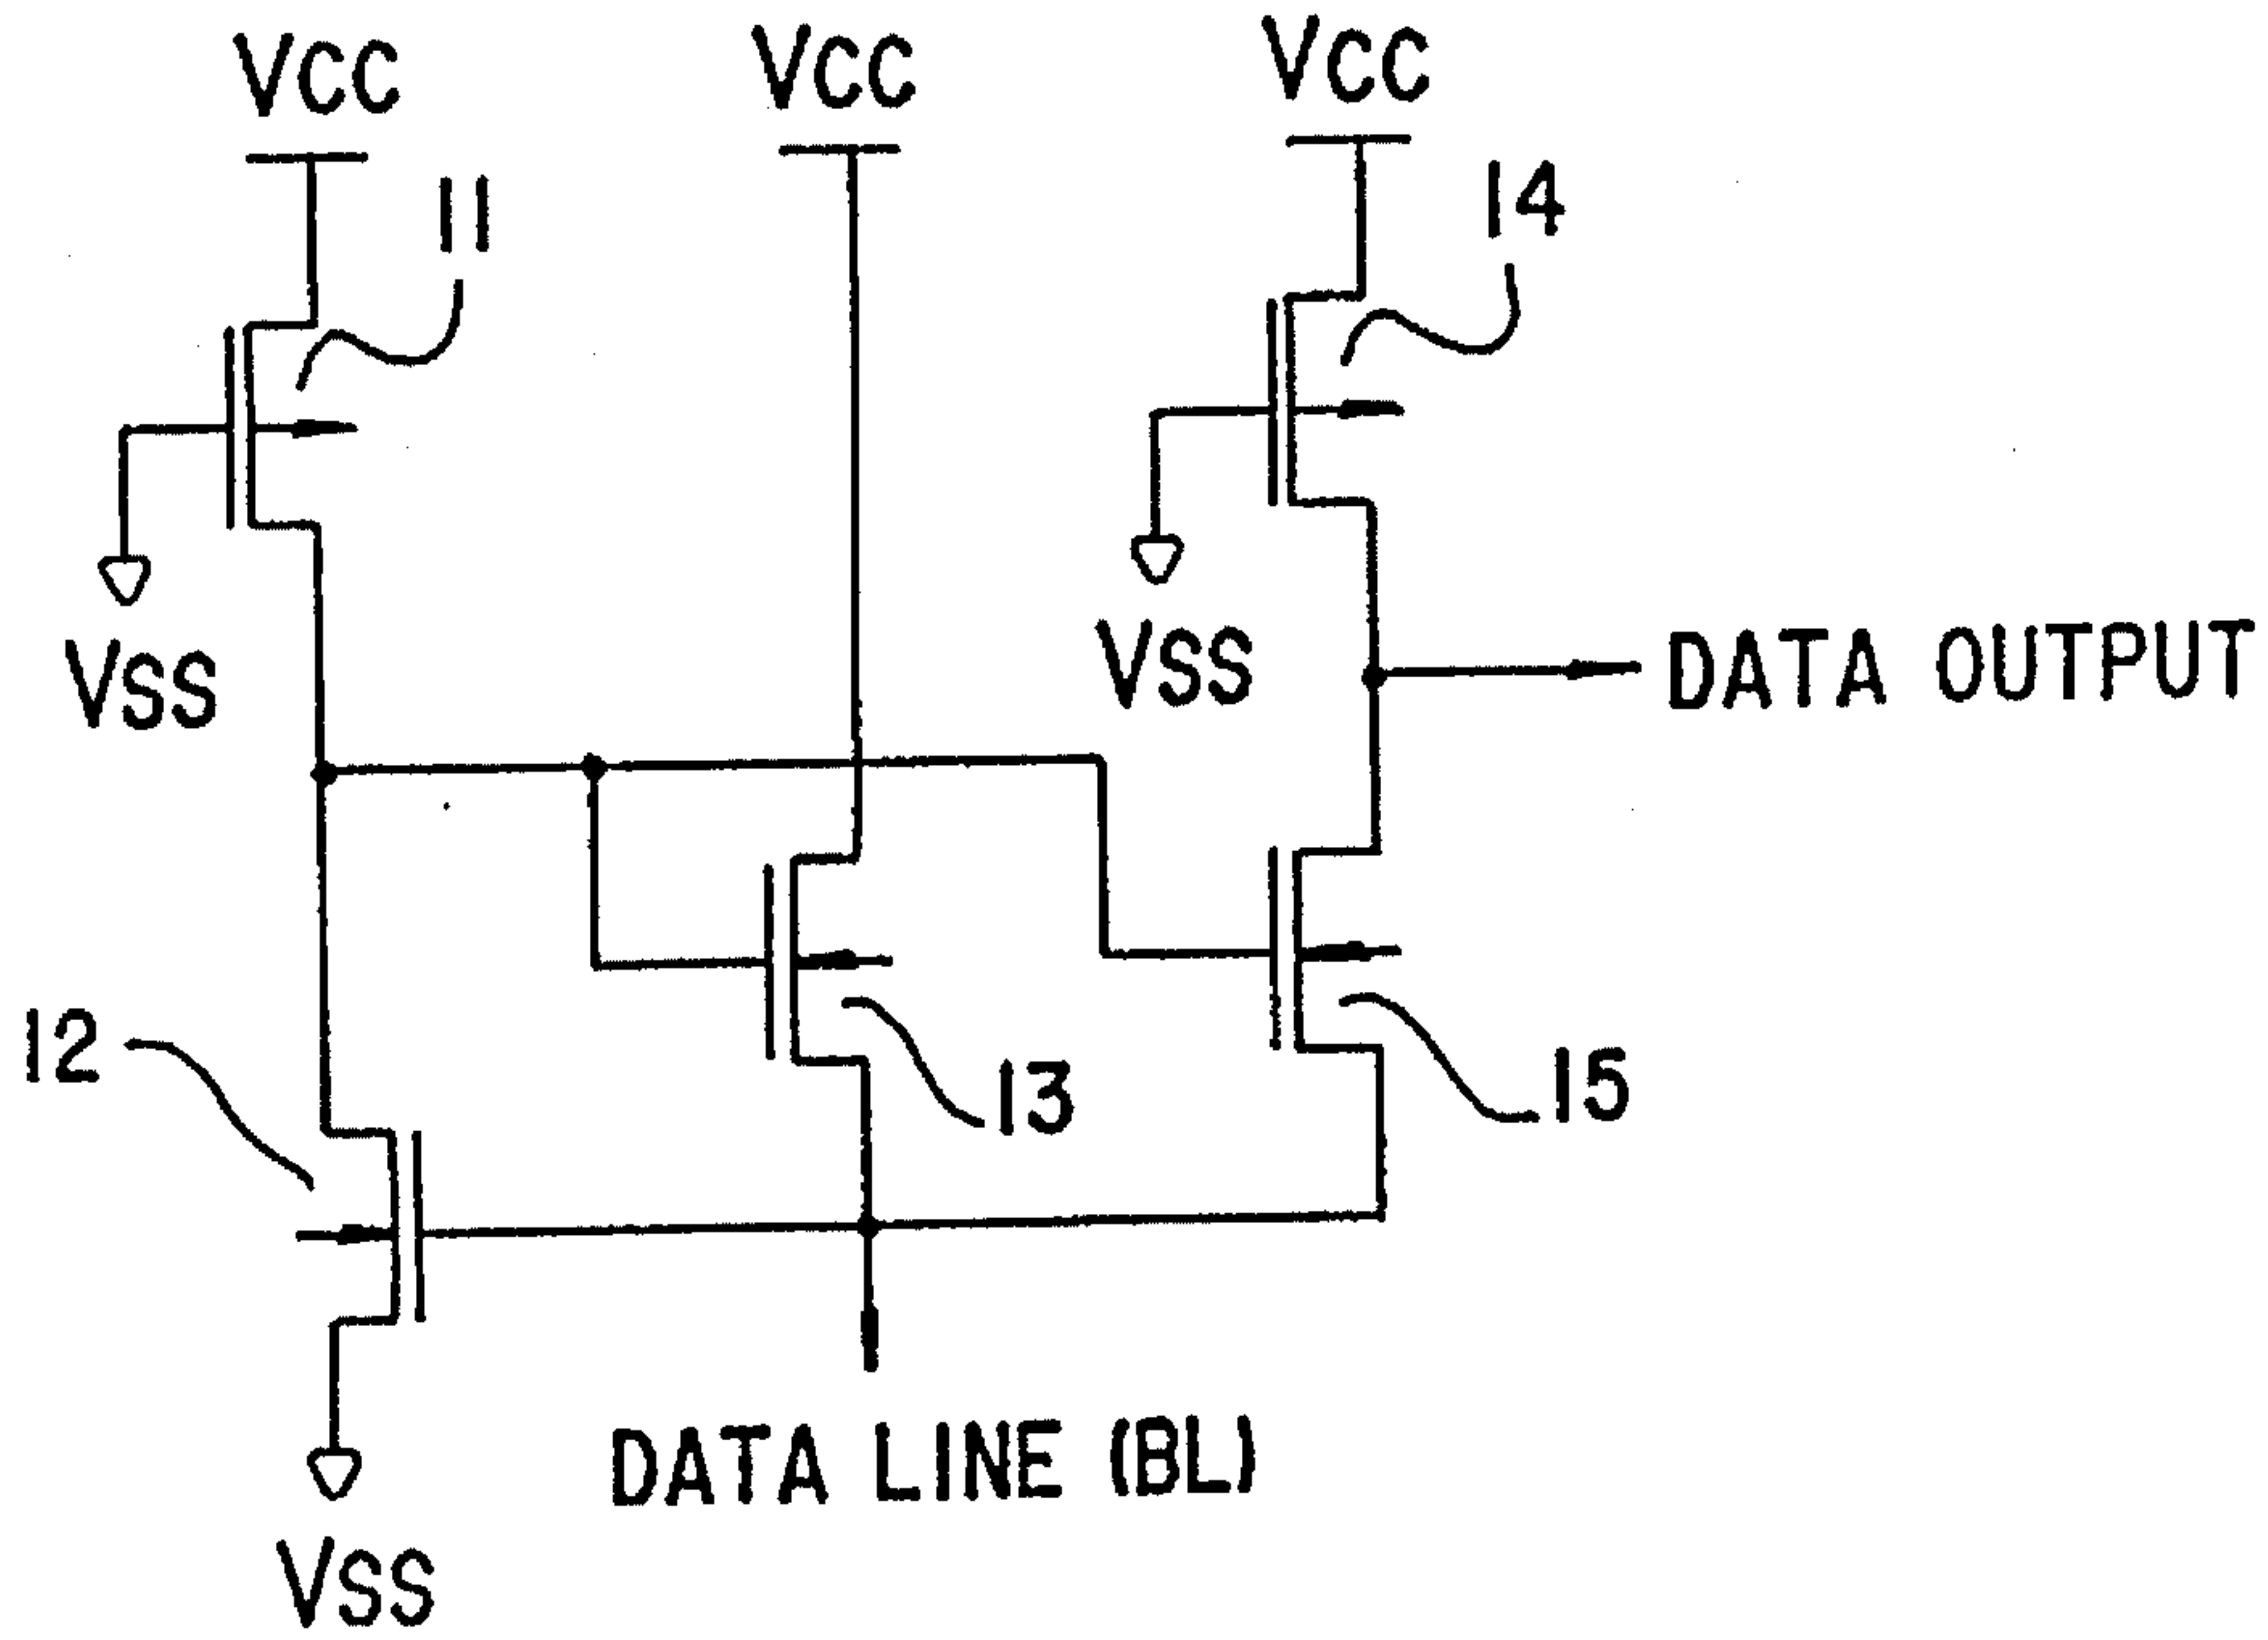 VCC
VCC
VCC
11
14
VSS
VSS
DATA OUTPUT
12
13
15
DATA LINE (BL)
VSS